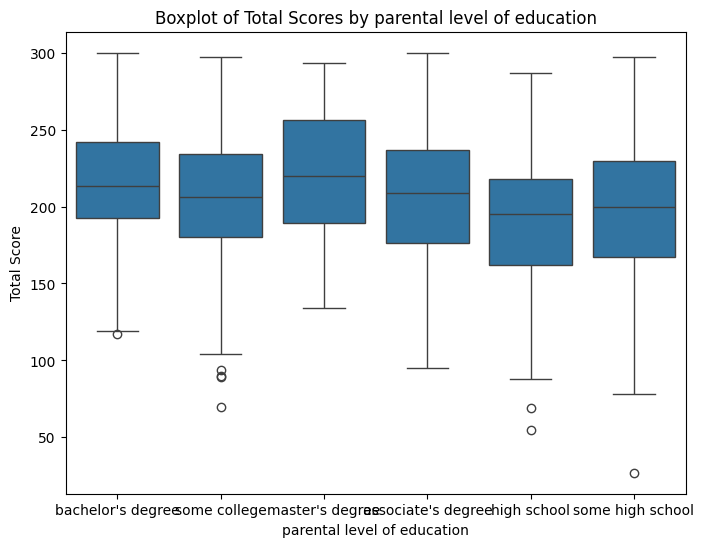 Boxplot of Total Scores by parental level of education
Total Score
300
250
200
150
100
50
bachelor's degree some college master's degree associate's degree high school some high school
parental level of education